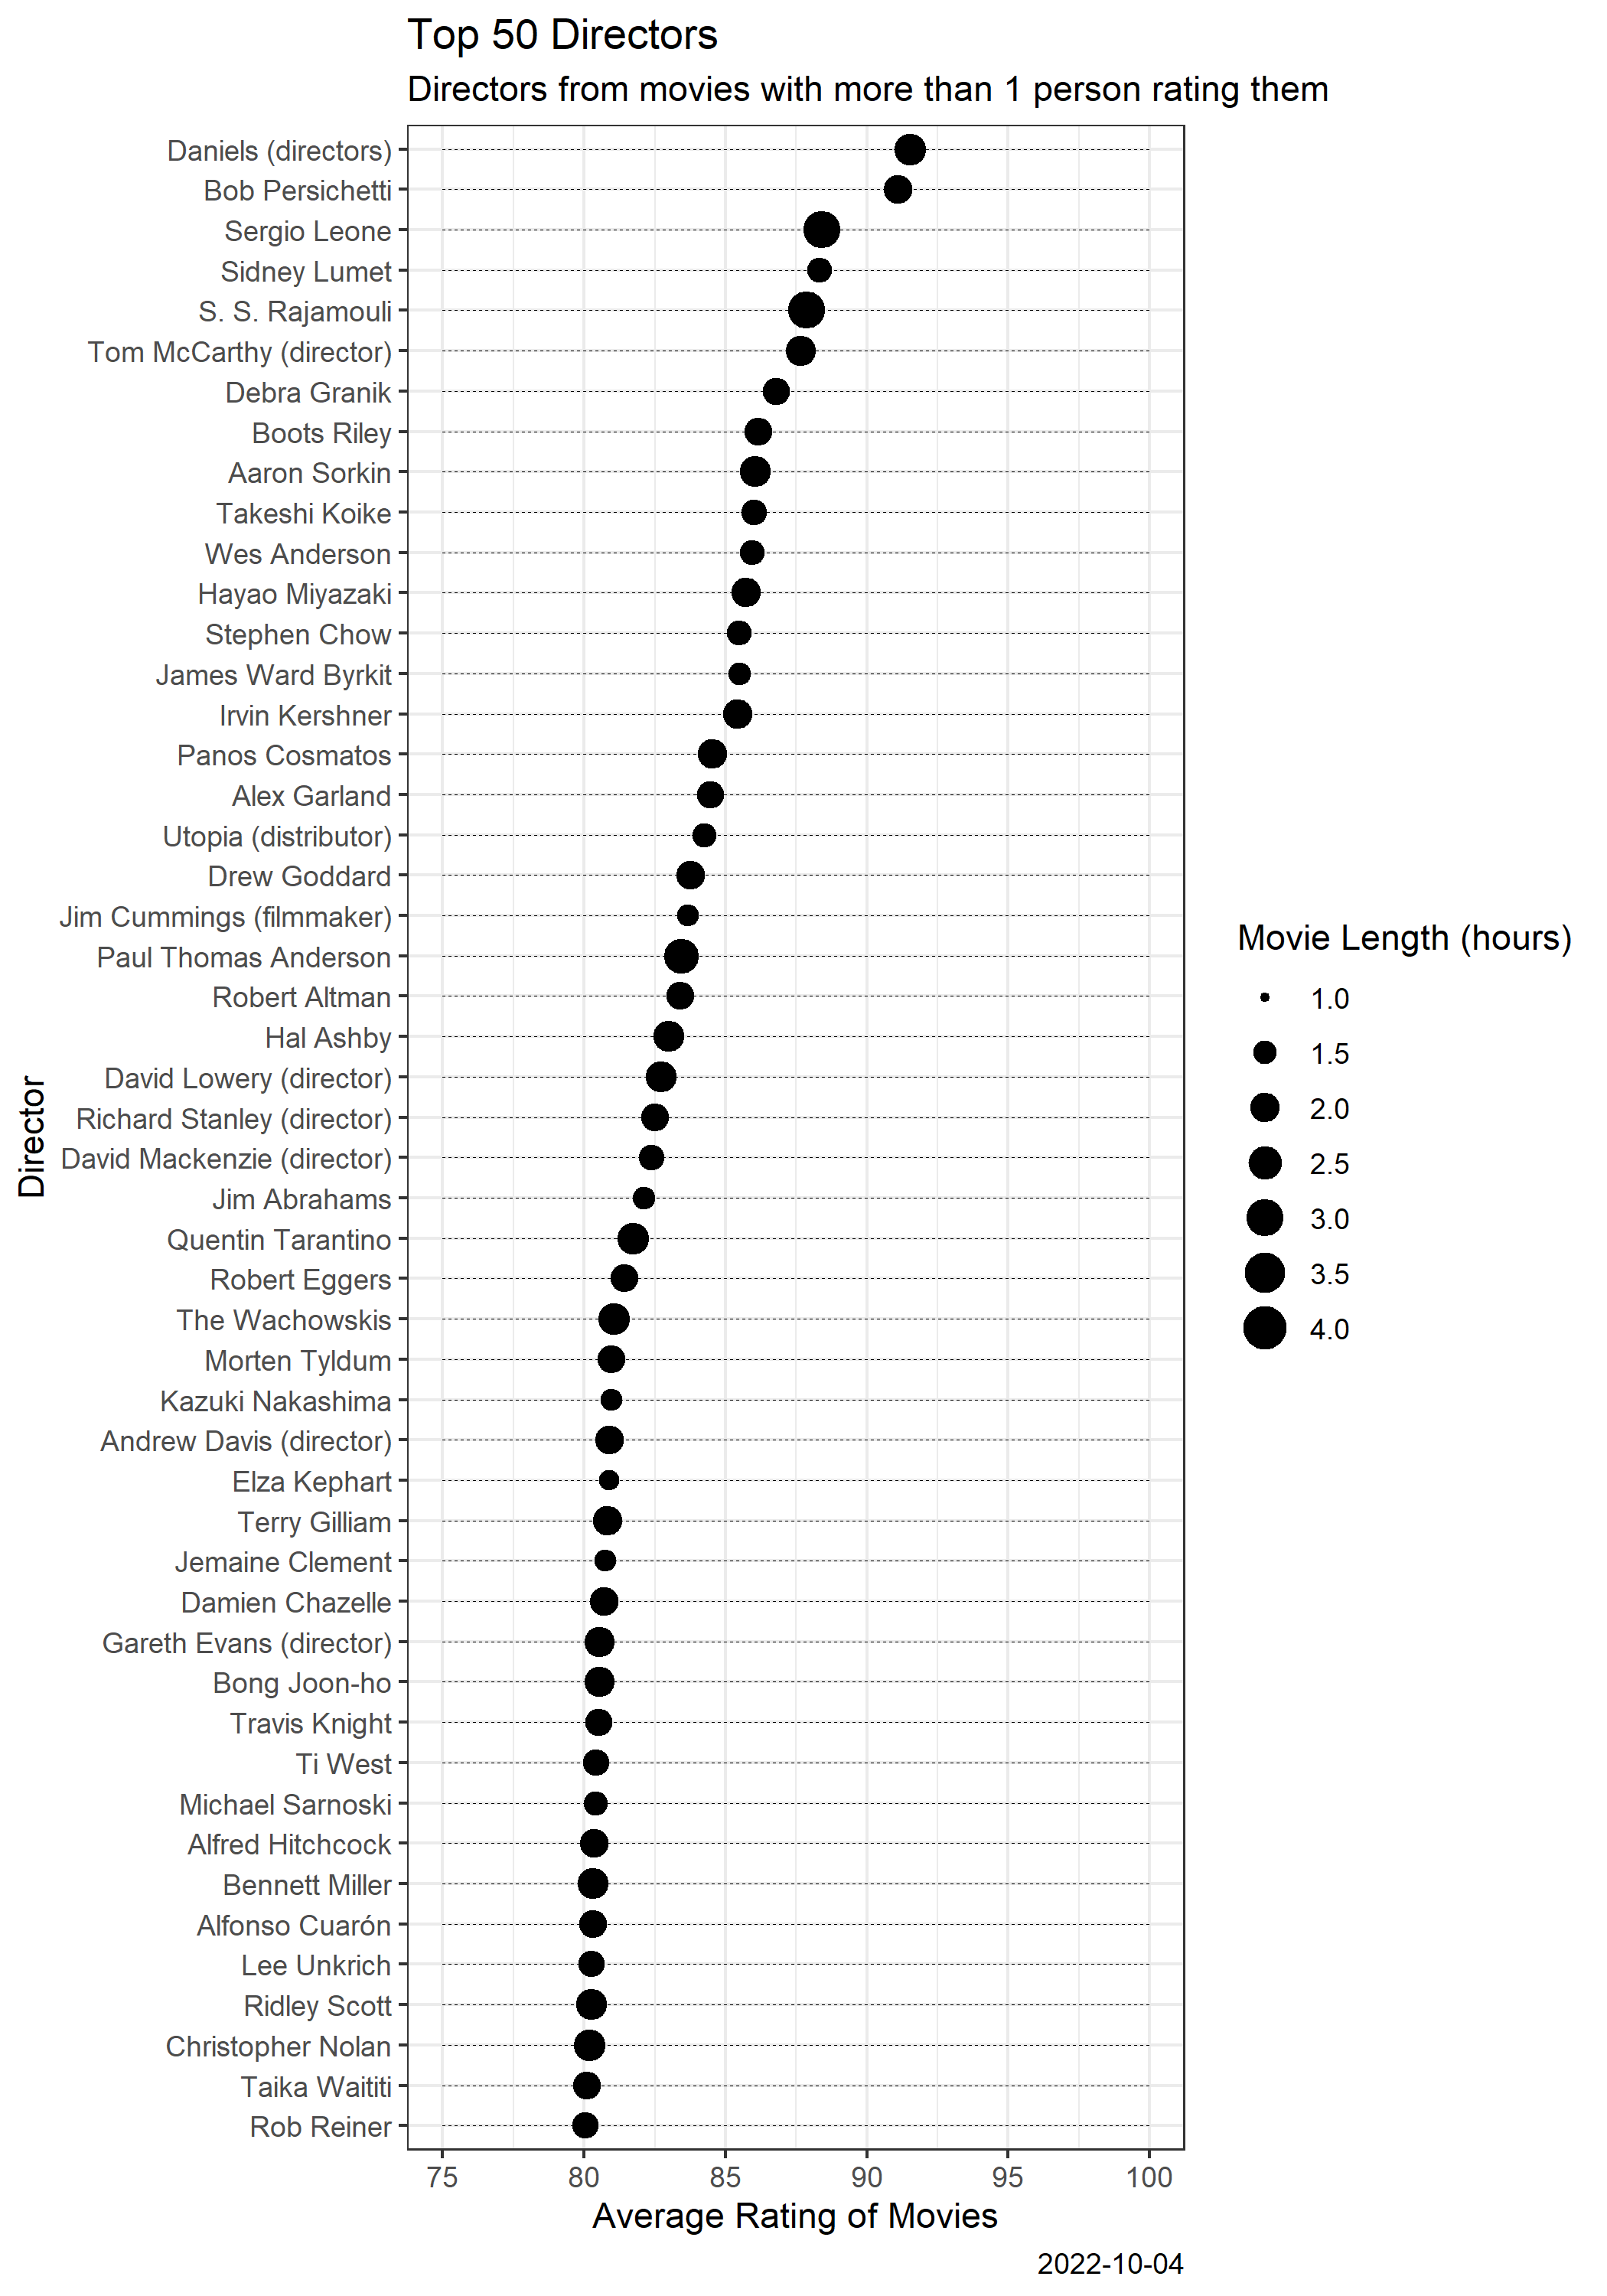 Top 50 Directors
Directors from movies with more than 1 person rating them
Daniels (directors)
Bob Persichetti
Sergio Leone
Sidney Lumet
S. S. Rajamouli
Tom McCarthy (director)
Debra Granik
Boots Riley
Aaron Sorkin
Takeshi Koike
Wes Anderson
Hayao Miyazaki
Stephen Chow
James Ward Byrkit
Irvin Kershner
Panos Cosmatos
Alex Garland
Utopia (distributor)
Drew Goddard
Jim Cummings (filmmaker)
Paul Thomas Anderson
Robert Altman
Hal Ashby
David Lowery (director)
Richard Stanley (director)
David Mackenzie (director)
Jim Abrahams
Quentin Tarantino
Robert Eggers
The Wachowskis
Morten Tyldum
Kazuki Nakashima
Andrew Davis (director)
Elza Kephart
Terry Gilliam
Jemaine Clement
Damien Chazelle
Gareth Evans (director)
Bong Joon-ho
Travis Knight
Ti West
Michael Sarnoski
Alfred Hitchcock
Bennett Miller
Alfonso Cuarón
Lee Unkrich
Ridley Scott
Christopher Nolan
Taika Waititi
Rob Reiner
Director
75 80 85 90 95 100
Average Rating of Movies
Movie Length (hours)
1.0
1.5
2.0
2.5
3.0
3.5
4.0
2022-10-04